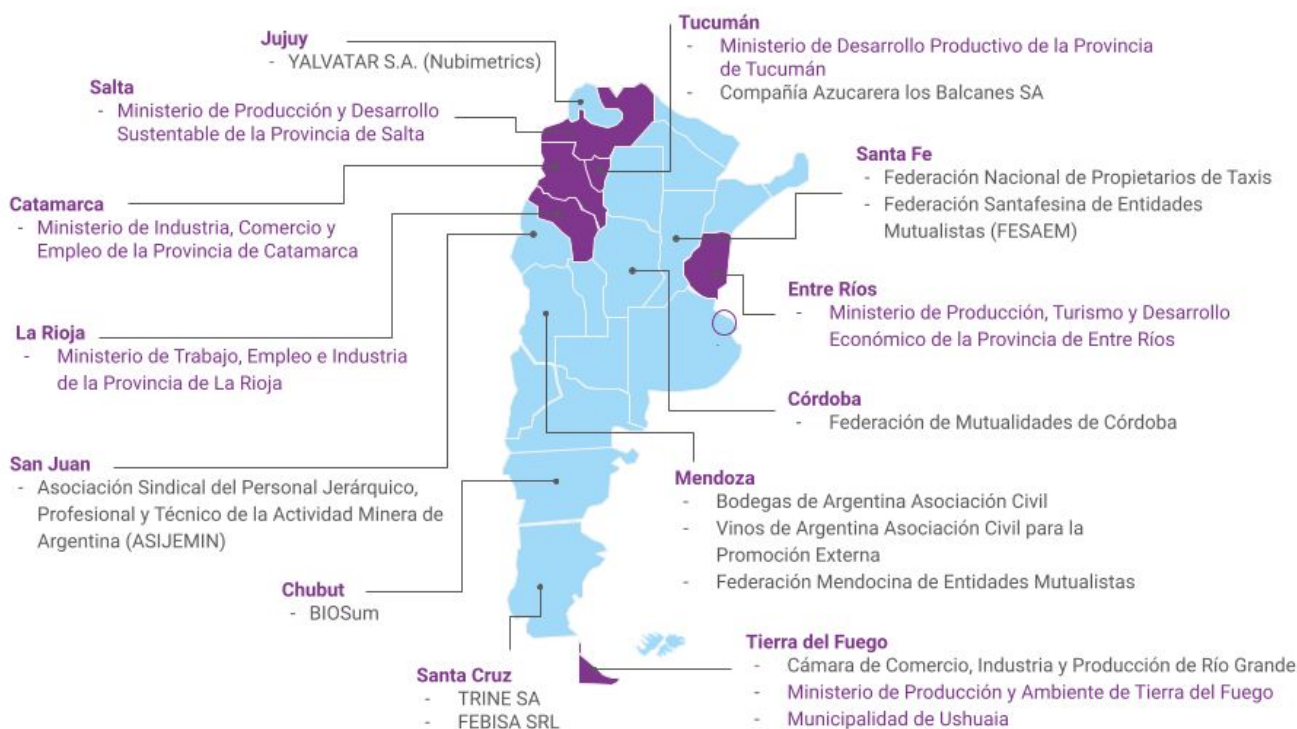 Jujuy
- YALVATAR S.A. (Nubimetrics)
Salta
- Ministerio de Producción y Desarrollo
Sustentable de la Provincia de Salta
Catamarca
- Ministerio de Industria, Comercio y
Empleo de la Provincia de Catamarca
La Rioja
- Ministerio de Trabajo, Empleo e Industria
de la Provincia de La Rioja
San Juan
- Asociación Sindical del Personal Jerárquico,
Profesional y Técnico de la Actividad Minera de
Argentina (ASIJEMIN)
Chubut
- BIOSum
Santa Cruz
- TRINE SA
- FEBISA SRL
Tucumán
- Ministerio de Desarrollo Productivo de la Provincia
de Tucumán
- Compañía Azucarera los Balcanes SA
Santa Fe
- Federación Nacional de Propietarios de Taxis
- Federación Santafesina de Entidades
Mutualistas (FESAEM)
Entre Ríos
- Ministerio de Producción, Turismo y Desarrollo
Económico de la Provincia de Entre Ríos
Córdoba
- Federación de Mutualidades de Córdoba
Mendoza
- Bodegas de Argentina Asociación Civil
- Vinos de Argentina Asociación Civil para la
Promoción Externa
- Federación Mendocina de Entidades Mutualistas
Tierra del Fuego
- Cámara de Comercio, Industria y Producción de Río Grande
- Ministerio de Producción y Ambiente de Tierra del Fuego
- Municipalidad de Ushuaia